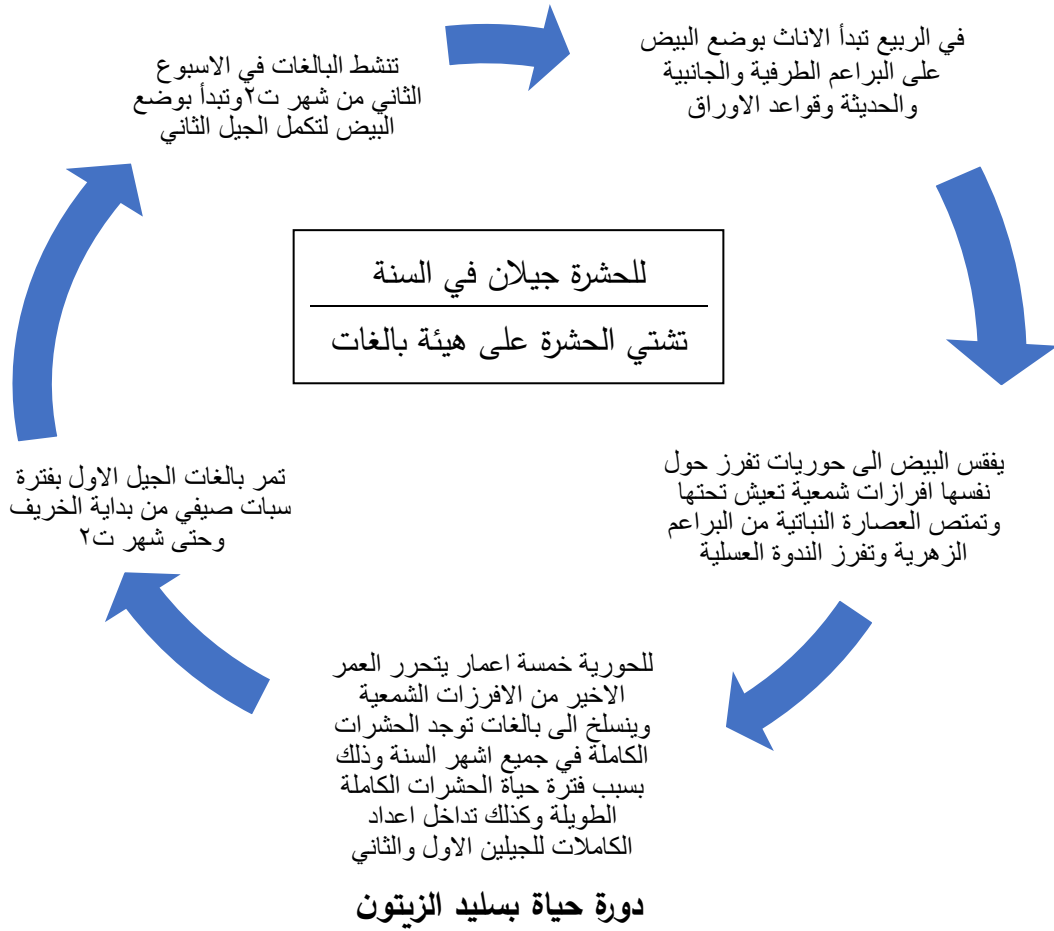 في الربيع تبدأ الاناث بوضع البيض
على البراعم الطرفية والجانبية
والحديثة وقواعد الاوراق
يفقس البيض الى حوريات تفرز حول
نفسها افرازات شمعية تعيش تحتها
وتمتص العصارة النباتية من البراعم
الزهرية وتفرز الندوة العسلية
للحورية خمسة اعمار يتحرر العمر
الاخير من الافرزات الشمعية
وينسلخ الى بالغات توجد الحشرات
الكاملة في جميع اشهر السنة وذلك
بسبب فترة حياة الحشرات الكاملة
الطويلة وكذلك تداخل اعداد
الكاملات للجيلين الاول والثاني
تمر بالغات الجيل الاول بفترة
سبات صيفي من بداية الخريف
وحتى شهر ت٢
تنشط البالغات في الاسبوع
الثاني من شهر ت٢وتبدأ بوضع
البيض لتكمل الجيل الثاني
للحشرة جيلان في السنة
تشتي الحشرة على هيئة بالغات
دورة حياة بسليد الزيتون